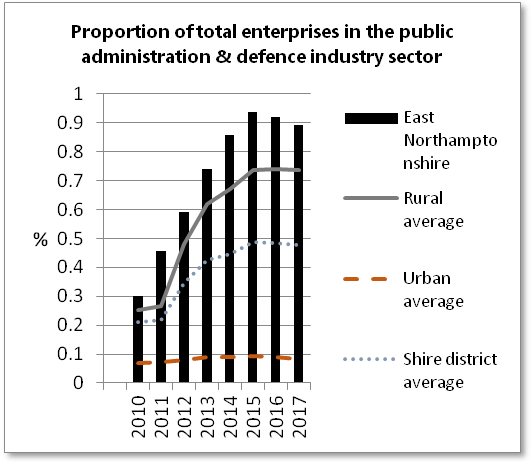 Proportion of total enterprises in the public
administration & defence industry sector
1
0.9
0.8
0.7
0.6
0.5
0.4
0.3
0.2
0.1
0
%
2010
2011
2012
2013
2014
2015
2016
2017
East
Northampto
nshire
Rural
average
Urban
average
Shire district
average